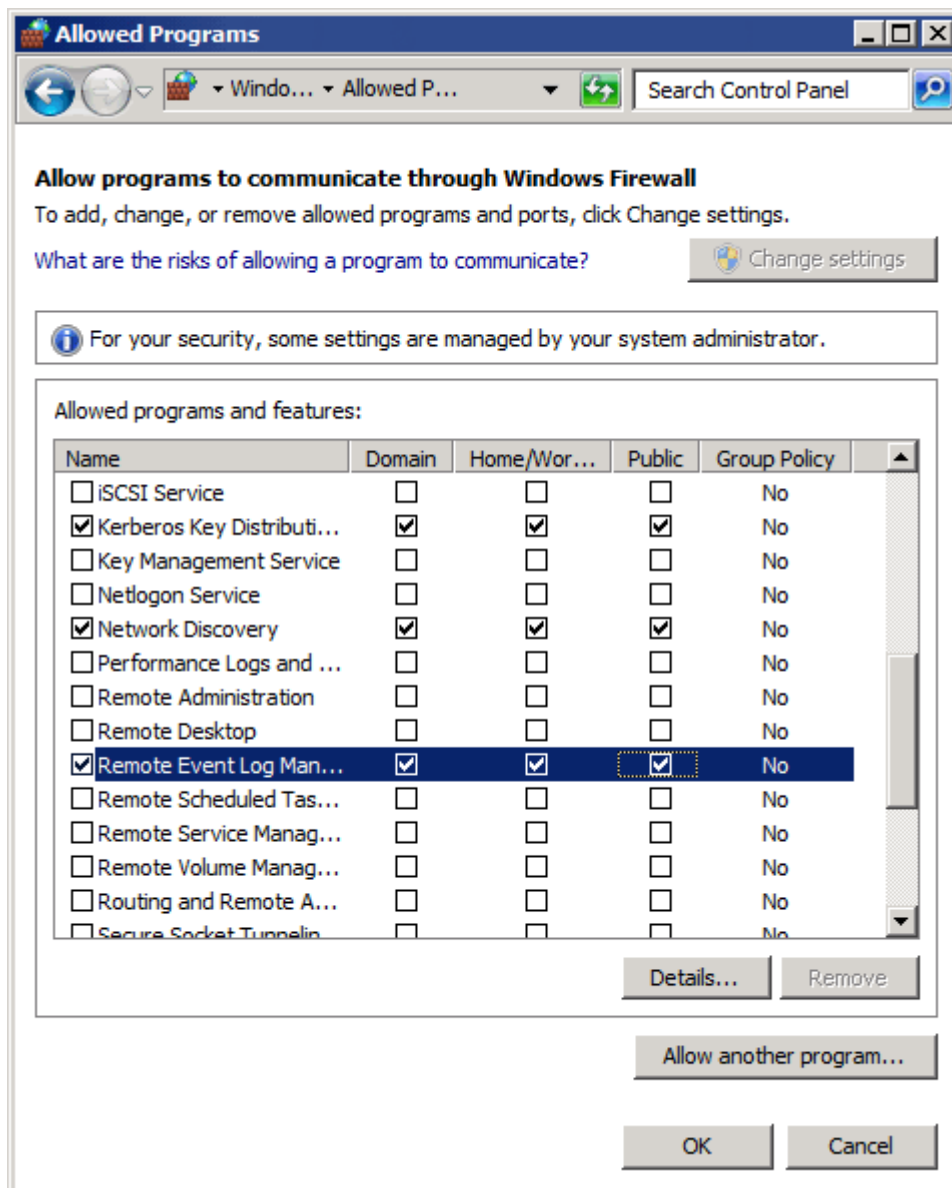 Allowed Programs
Windo... Allowed P... Search Control Panel
Allow programs to communicate through Windows Firewall
To add, change, or remove allowed programs and ports, click Change settings.
What are the risks of allowing a program to communicate? Change settings
For your security, some settings are managed by your system administrator.
Allowed programs and features:
Name Domain Home/Wor... Public Group Policy
iSCSI Service No
Kerberos Key Distributi... No
Key Management Service No
Netlogon Service No
Network Discovery No
Performance Logs and ... No
Remote Administration No
Remote Desktop No
Remote Event Log Man... No
Remote Scheduled Tas... No
Remote Service Manag... No
Remote Volume Manag... No
Routing and Remote A... No
Secure Socket Tunnelin No
Details... Remove
Allow another program...
OK Cancel